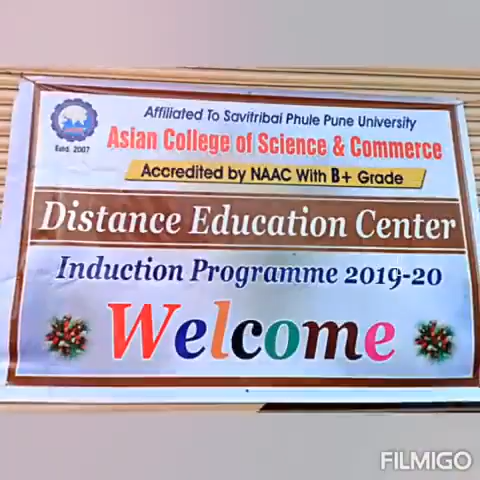 Affiliated To Savitribai Phule Pune University
Asian College of Science & Commerce
Estd. 2007
Accredited by NAAC With B+ Grade
Distance Education Center
Induction Programme 2019-20
Welcome
FILMIGO